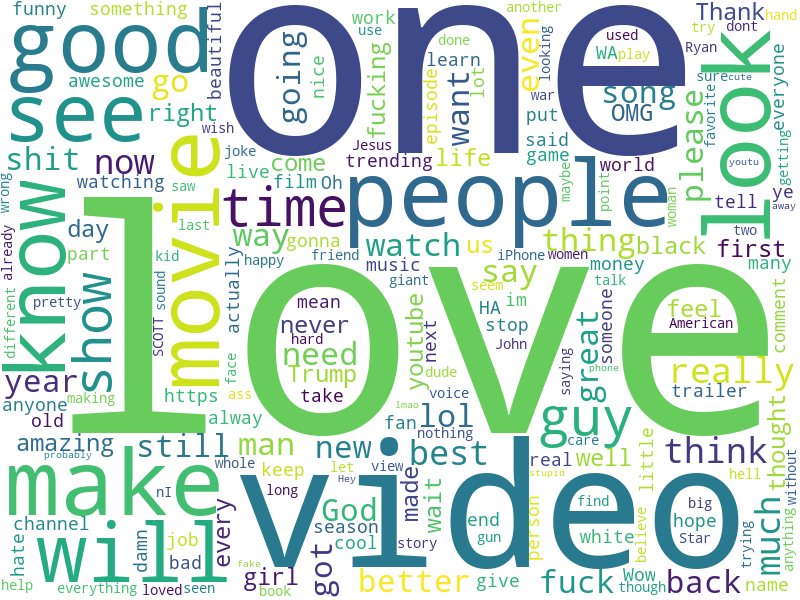 funny
something
good
one
Thank
hand
beautiful
going
nice
work
another
use
done
learn
lot
episode
looking
even
used
WA
play
try
Ryan
dont
look
see
awesome
go
fucking
want
song
OMG
war
sure
cute
favorite
everyone
getting
shit
now
right
wish
joke
Jesus
trending
come
put
said
game
please
watching
movie
saw
live
film
Oh
life
world
maybe
point
woman
youtu
away
wrong
know
time
people
tell
ye
two
day
part
last
way
gonna
watch
us
thing
black
first
already
show
kid
actually
happy
friend
music
iPhone
women
money
many
different
pretty
sound
SCOTT
love
giant
say
seem
im
talk
comment
mean
never
hard
need
Trump
take
youtube
next
HA
stop
John
great
someone
feel
American
year
face
https
ass
dude
saying
really
phone
making
anyone
old
alway
fan
lmao
voice
lol
guy
trailer
amazing
still
man
new
nothing
best
care
real
well
little
think
thought
probably
make
whole
keep
let
view
Hey
video
stupid
hell
without
nI
every
long
God
made
wait
end
gun
person
white
find
hope
big
Star
believe
trying
much
anything
channel
will
job
damn
bad
season
cool
story
got
hate
help
everything
loved
seen
girl
fake
book
better
give
fuck
Wow
though
back
name